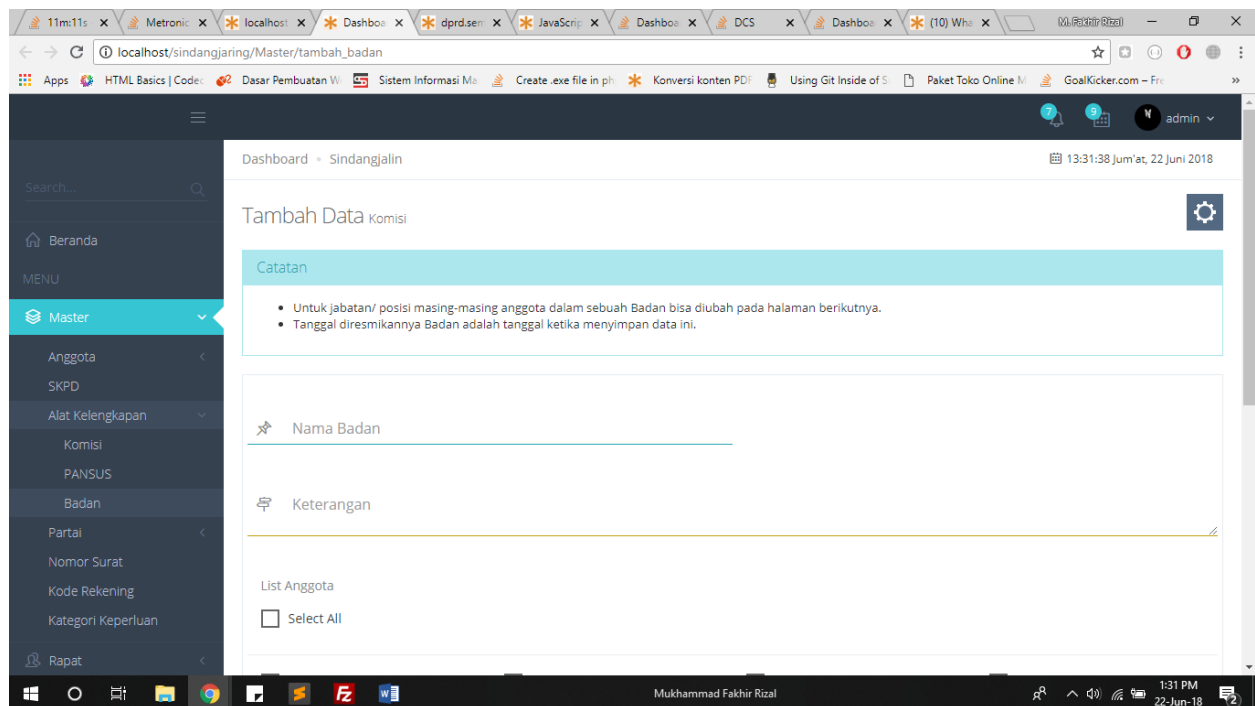 11m:11s
Metronic
localhost
Dashboa
dprd.sem
JavaScrip
Dashboa
DCS
Dashboa
(10) Wha
M. Fakhir Rizal
localhost/sindangjaring/Master/tambah_badan
Apps
HTML Basics | Codec
Dasar Pembuatan W
Sistem Informasi Ma
Create .exe file in ph
Konversi konten PDF
Using Git Inside of S
Paket Toko Online M
GoalKicker.com – Fre
»
7
9
admin
Dashboard
Sindangjalin
13:31:38 Jum'at, 22 Juni 2018
Search...
Tambah Data Komisi
Beranda
MENU
Catatan
Master
• Untuk jabatan/ posisi masing-masing anggota dalam sebuah Badan bisa diubah pada halaman berikutnya.
• Tanggal diresmikannya Badan adalah tanggal ketika menyimpan data ini.
Anggota
SKPD
Alat Kelengkapan
Komisi
PANSUS
Badan
Partai
Nomor Surat
Kode Rekening
Kategori Keperluan
Rapat
Nama Badan
Keterangan
List Anggota
Select All
Mukhammad Fakhir Rizal
1:31 PM
22-Jun-18
2